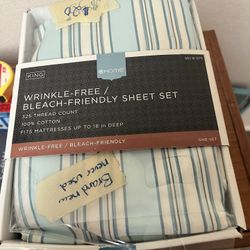 $20
KING
HOME
WRINKLE-FREE /
BLEACH-FRIENDLY SHEET SET
325 THREAD COUNT
100% COTTON
FITS MATTRESSES UP TO 18 in DEEP
WRINKLE-FREE / BLEACH-FRIENDLY
ONE SET
Brand new
never used